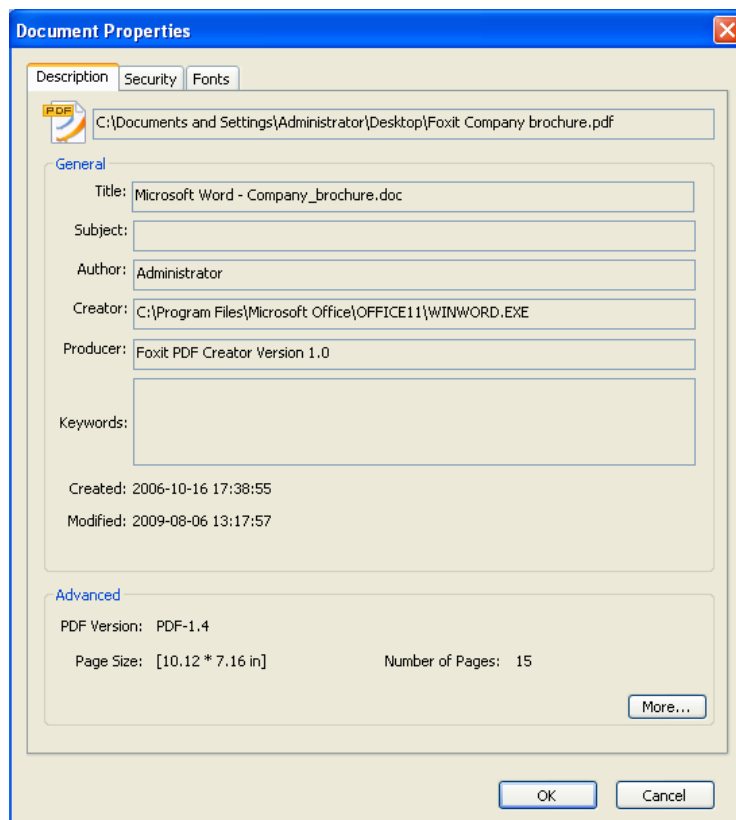 Document Properties
Description Security Fonts
PDF
C:\Documents and Settings\Administrator\Desktop\Foxit Company brochure.pdf
General
Title: Microsoft Word - Company_brochure.doc
Subject:
Author: Administrator
Creator: C:\Program Files\Microsoft Office\OFFICE11\WINWORD.EXE
Producer: Foxit PDF Creator Version 1.0
Keywords:
Created: 2006-10-16 17:38:55
Modified: 2009-08-06 13:17:57
Advanced
PDF Version: PDF-1.4
Page Size: [10.12 * 7.16 in] Number of Pages: 15
More...
OK Cancel